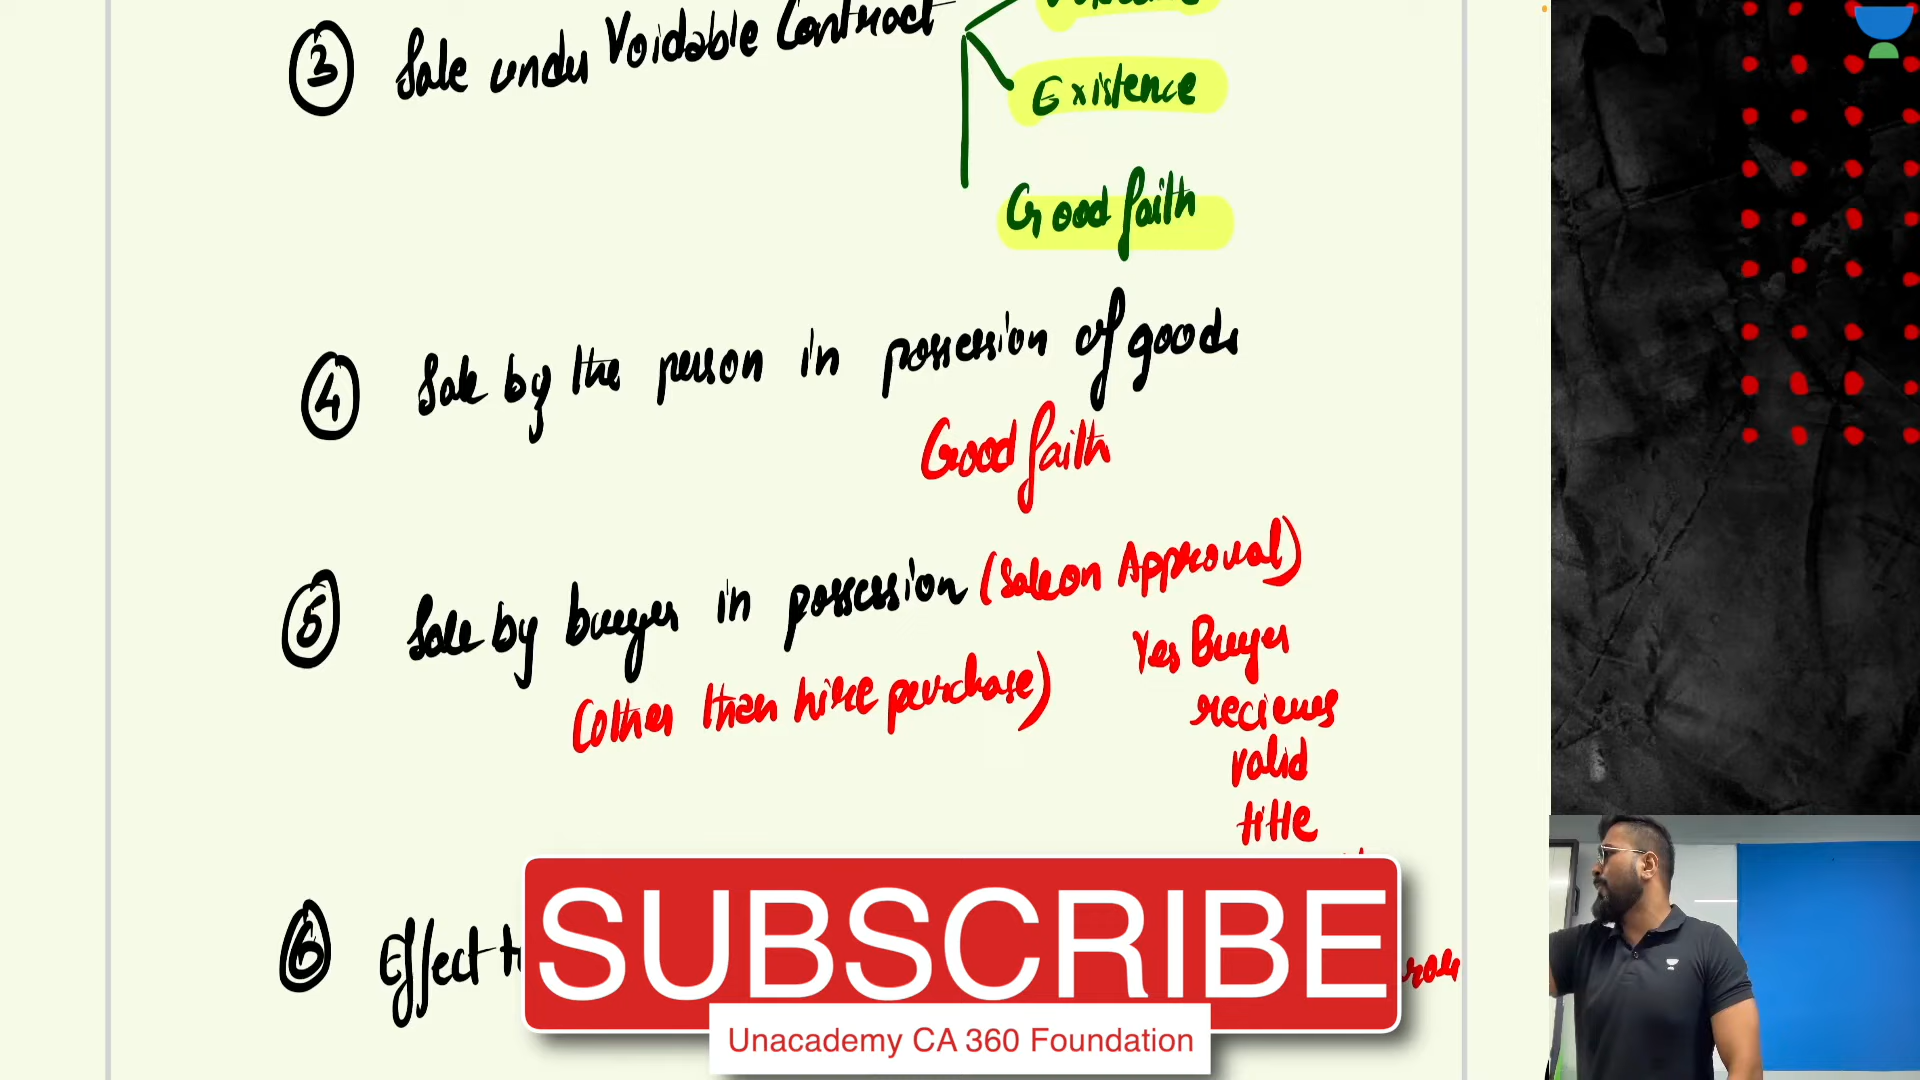 3 Sale under Voidable Contract
Existence
Good faith
4 Sale by the person in possession of goods
Good faith
5 Sale by buyer in possession (Sale on Approval)
(other than hire purchase)
Yes Buyer
recieves
valid
title
6 Effect
SUBSCRIBE
Unacademy CA 360 Foundation